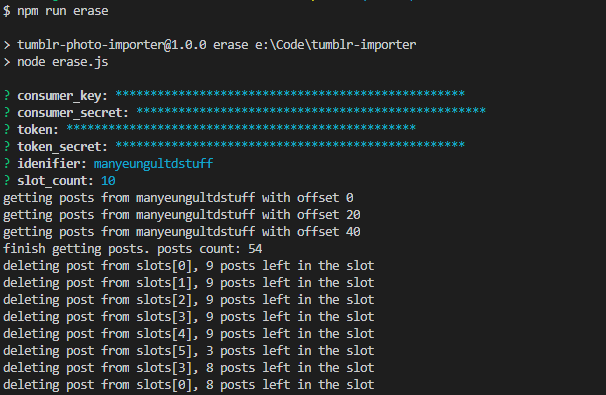 $ npm run erase
> tumblr-photo-importer@1.0.0 erase e:\Code\tumblr-importer
> node erase.js
? consumer_key: **************************************************
? consumer_secret: **************************************************
? token: **************************************************
? token_secret: **************************************************
? idenifier: manyeungultdstuff
? slot_count: 10
getting posts from manyeungultdstuff with offset 0
getting posts from manyeungultdstuff with offset 20
getting posts from manyeungultdstuff with offset 40
finish getting posts. posts count: 54
deleting post from slots[0], 9 posts left in the slot
deleting post from slots[1], 9 posts left in the slot
deleting post from slots[2], 9 posts left in the slot
deleting post from slots[3], 9 posts left in the slot
deleting post from slots[4], 9 posts left in the slot
deleting post from slots[5], 3 posts left in the slot
deleting post from slots[3], 8 posts left in the slot
deleting post from slots[0], 8 posts left in the slot